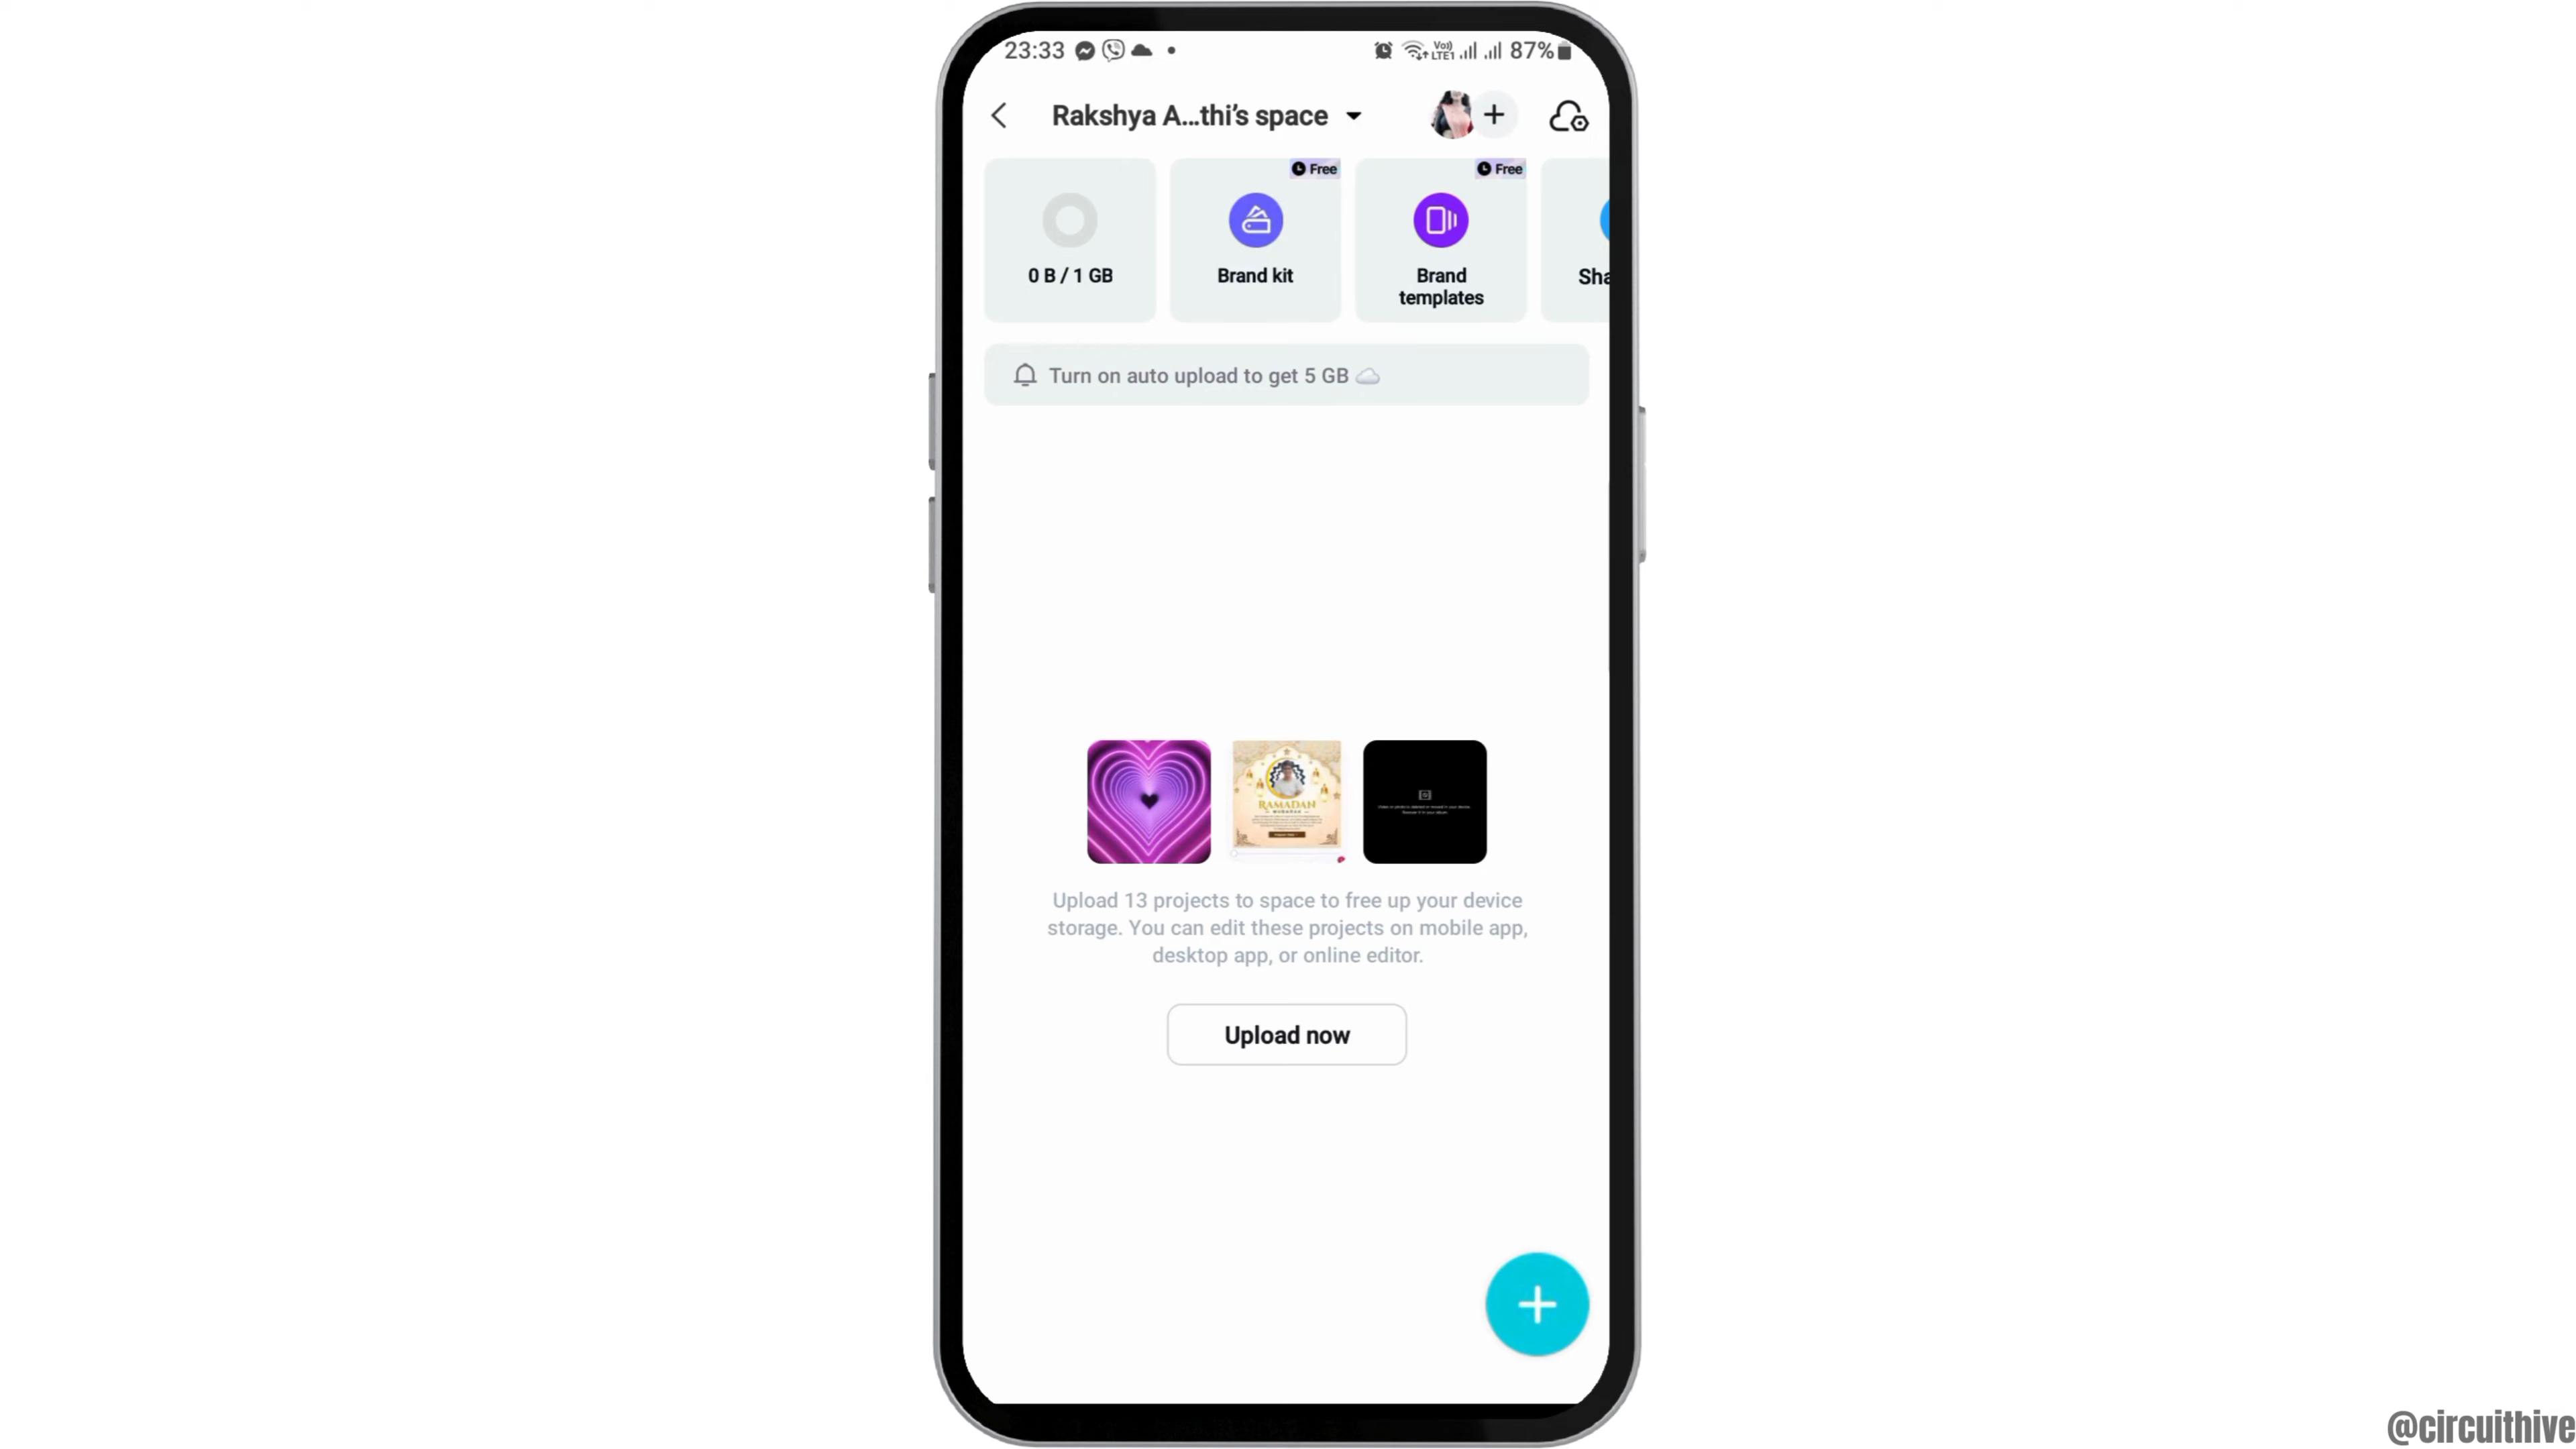 23:33
Vo)) LTE1
87%
Rakshya A...thi's space
Free
Free
0 B / 1 GB
Brand kit
Brand
templates
Sha
Turn on auto upload to get 5 GB
RAMADAN
Upload 13 projects to space to free up your device
storage. You can edit these projects on mobile app,
desktop app, or online editor.
Upload now
@circuithive